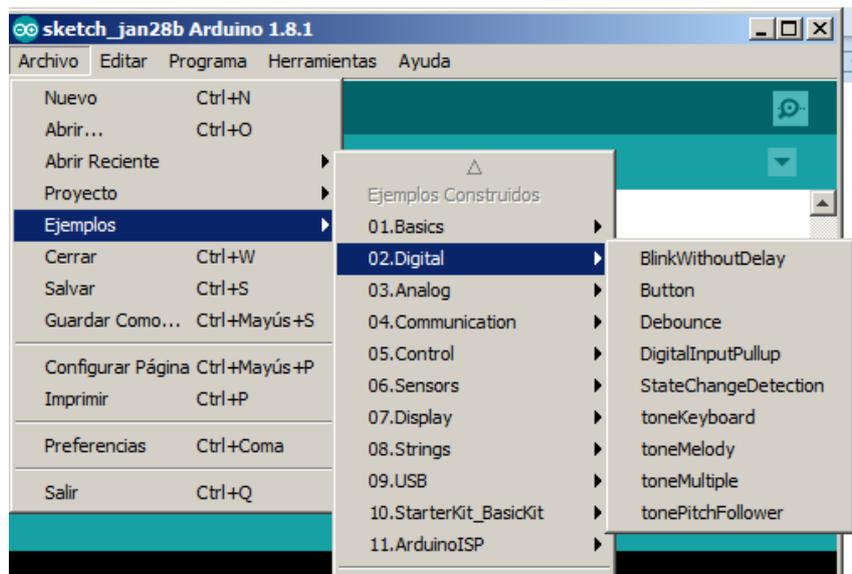 sketch_jan28b Arduino 1.8.1
Archivo Editar Programa Herramientas Ayuda
Nuevo Ctrl+N
Abrir... Ctrl+O
Abrir Reciente
Proyecto
Ejemplos
Cerrar Ctrl+W
Salvar Ctrl+S
Guardar Como... Ctrl+Mayús+S
Configurar Página Ctrl+Mayús+P
Imprimir Ctrl+P
Preferencias Ctrl+Coma
Salir Ctrl+Q
Ejemplos Construidos
01.Basics
02.Digital
03.Analog
04.Communication
05.Control
06.Sensors
07.Display
08.Strings
09.USB
10.StarterKit_BasicKit
11.ArduinoISP
BlinkWithoutDelay
Button
Debounce
DigitalInputPullup
StateChangeDetection
toneKeyboard
toneMelody
toneMultiple
tonePitchFollower